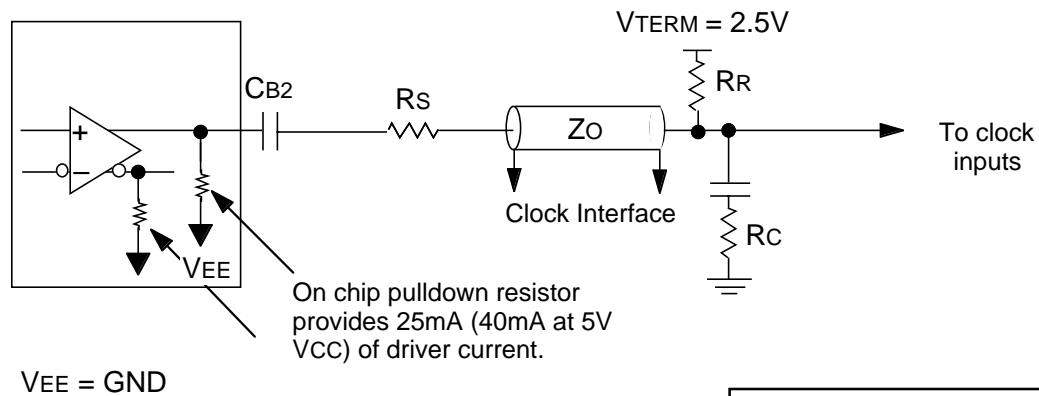 VTERM = 2.5V
CB2
RS
RR
+
ZO
To clock
inputs
−
Clock Interface
RC
VEE
On chip pulldown resistor
provides 25mA (40mA at 5V
VCC) of driver current.
VEE = GND